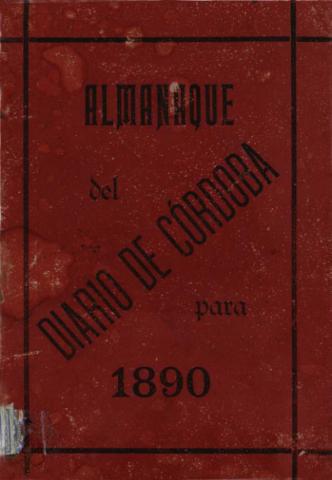 ALMANAQUE
del
DIARIO DE CÓRDOBA
para
1890